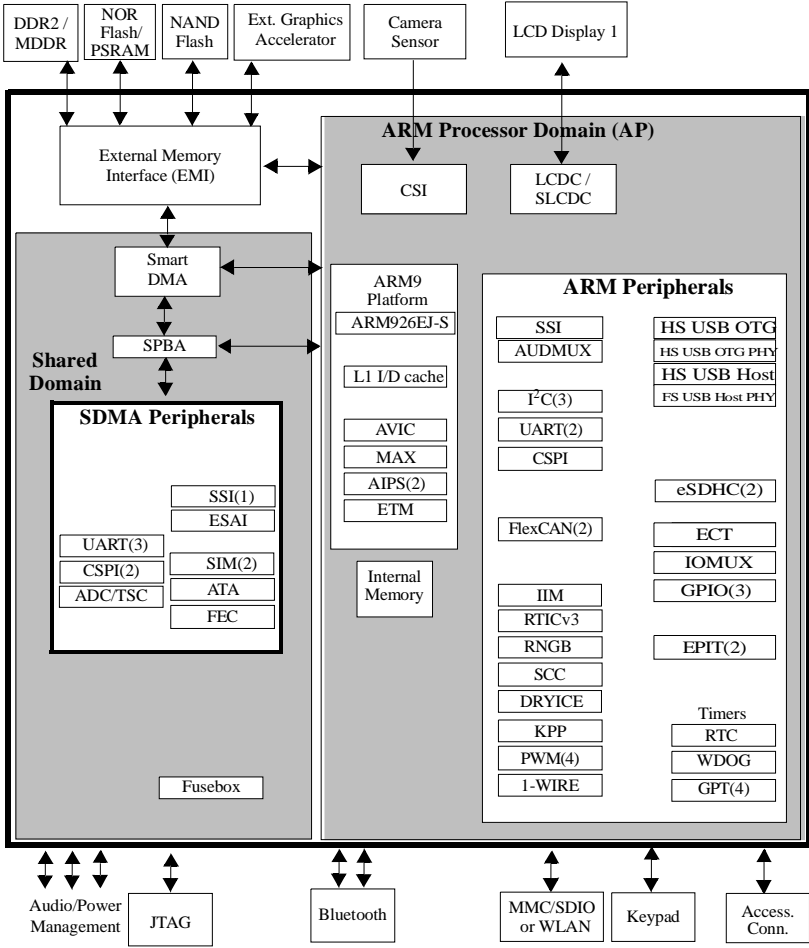 DDR2 /
MDDR
NOR
Flash/
PSRAM
NAND
Flash
Ext. Graphics
Accelerator
Camera
Sensor
LCD Display 1
External Memory
Interface (EMI)
ARM Processor Domain (AP)
CSI
LCDC /
SLCDC
Smart
DMA
SPBA
Shared
Domain
SDMA Peripherals
SSI(1)
ESAI
UART(3)
CSPI(2)
ADC/TSC
SIM(2)
ATA
FEC
Fusebox
ARM9
Platform
ARM926EJ-S
L1 I/D cache
AVIC
MAX
AIPS(2)
ETM
Internal
Memory
ARM Peripherals
SSI
AUDMUX
I²C(3)
UART(2)
CSPI
FlexCAN(2)
IIM
RTICv3
RNGB
SCC
DRYICE
KPP
PWM(4)
1-WIRE
HS USB OTG
HS USB OTG PHY
HS USB Host
FS USB Host PHY
eSDHC(2)
ECT
IOMUX
GPIO(3)
EPIT(2)
Timers
RTC
WDOG
GPT(4)
Audio/Power
Management
JTAG
Bluetooth
MMC/SDIO
or WLAN
Keypad
Access.
Conn.